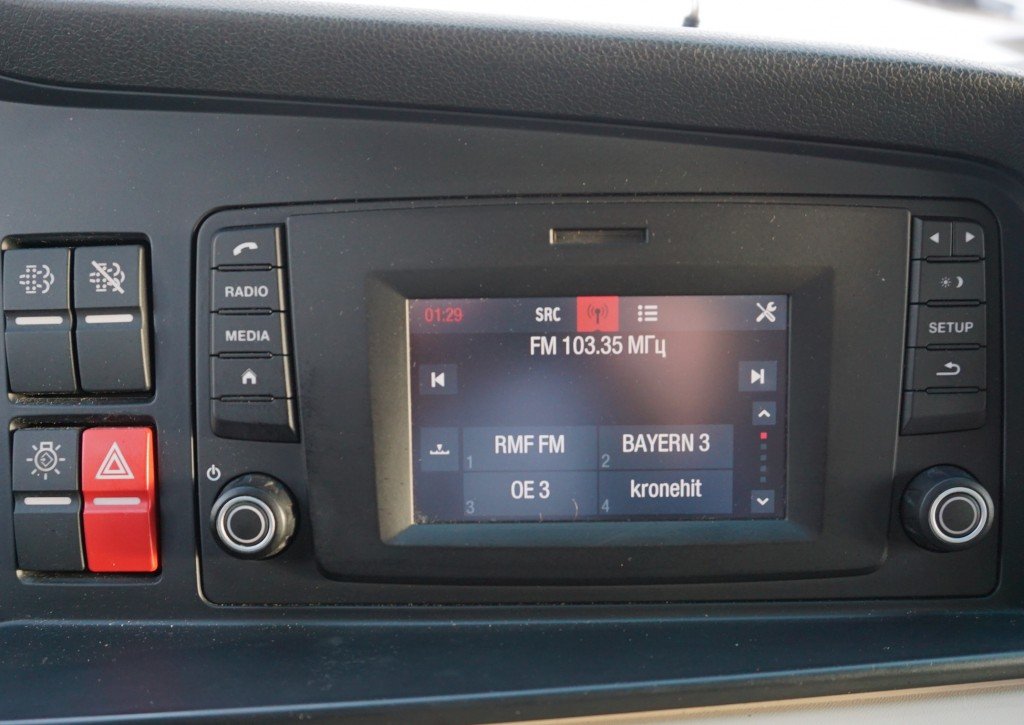 RADIO
MEDIA
SETUP
01:29
SRC
FM 103.35 МГц
1 RMF FM
2 BAYERN 3
3 OE 3
4 kronehit